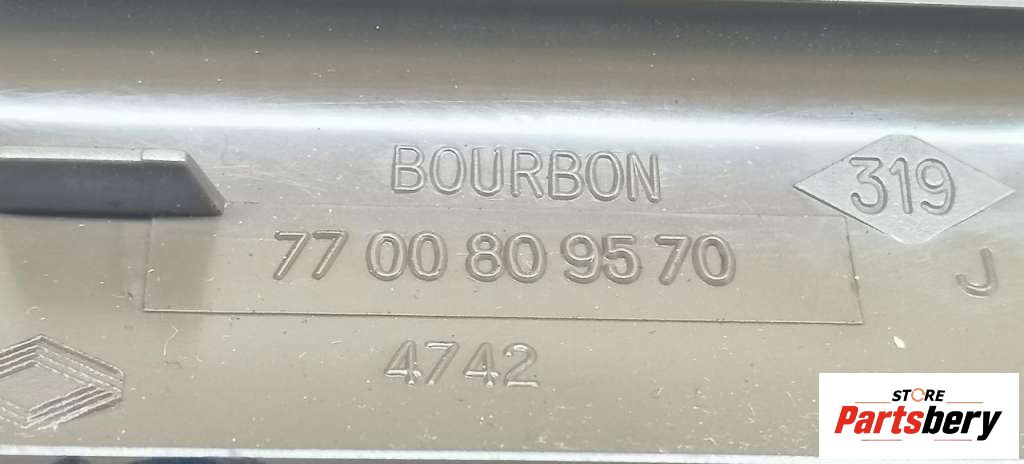 BOURBON
319
77 00 80 95 70
J
4742
STORE
Partsbery